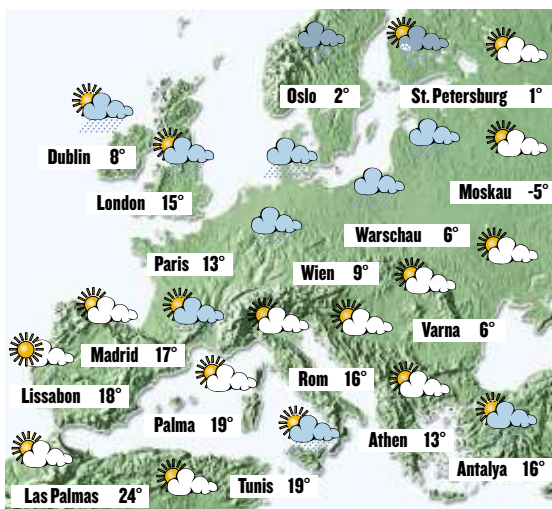 Oslo 2°
St. Petersburg 1°
Dublin 8°
Moskau -5°
London 15°
Warschau 6°
Paris 13°
Wien 9°
Varna 6°
Madrid 17°
Rom 16°
Lissabon 18°
Palma 19°
Athen 13°
Antalya 16°
Las Palmas 24°
Tunis 19°